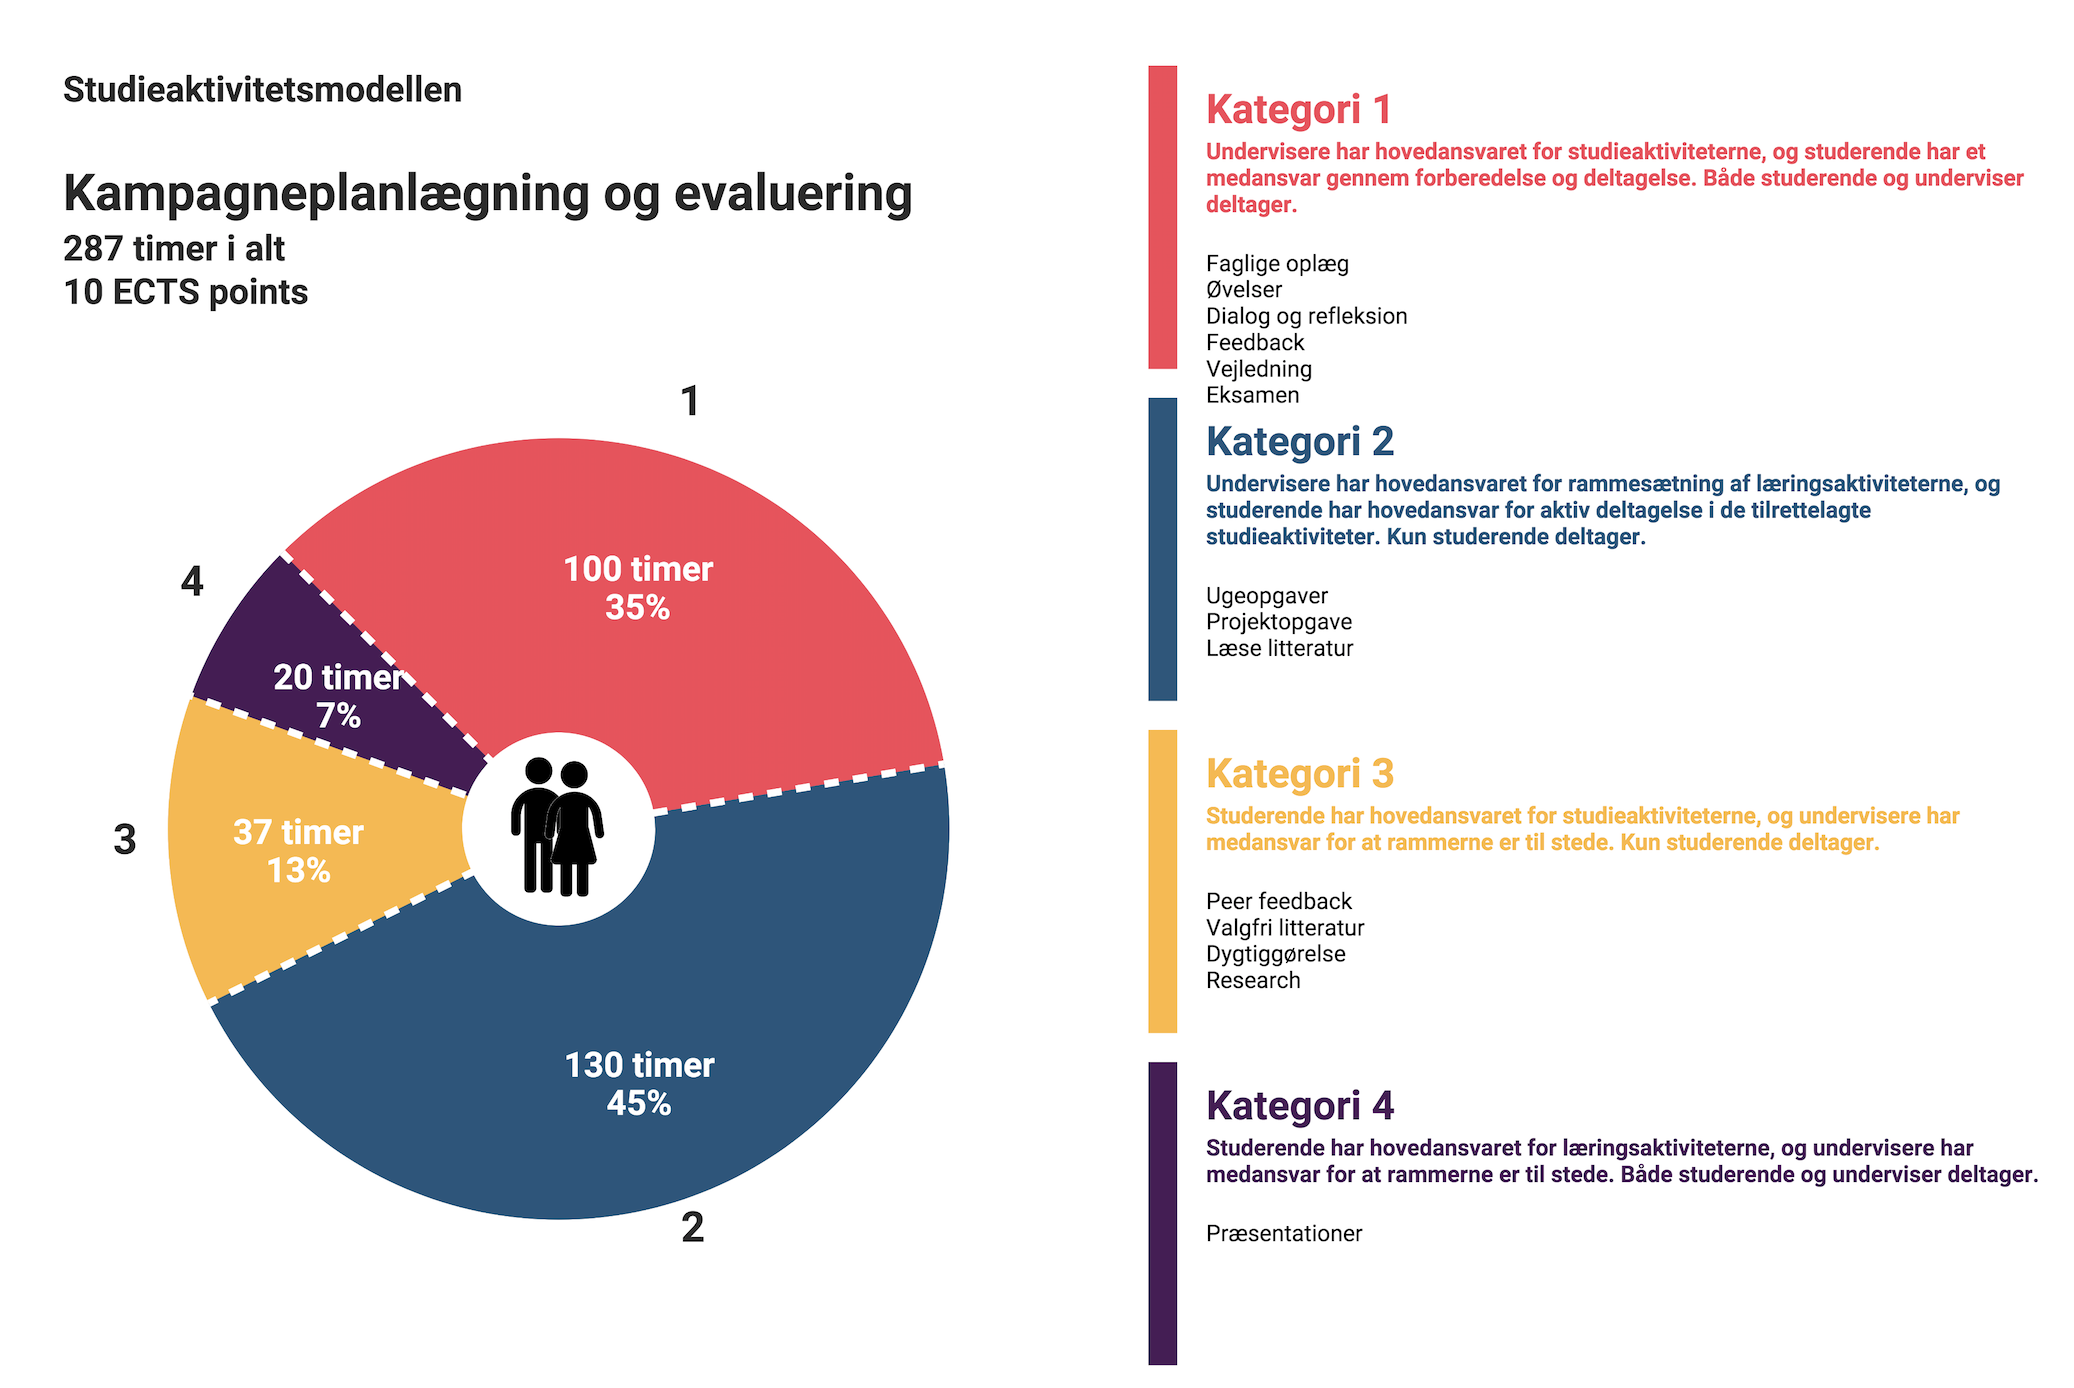 Studieaktivitetsmodellen
Kampagneplanlægning og evaluering
287 timer i alt
10 ECTS points
1
100 timer
35%
4
20 timer
7%
3
37 timer
13%
130 timer
45%
2
Kategori 1
Undervisere har hovedansvaret for studieaktiviteterne, og studerende har et
medansvar gennem forberedelse og deltagelse. Både studerende og underviser
deltager.
Faglige oplæg
Øvelser
Dialog og refleksion
Feedback
Vejledning
Eksamen
Kategori 2
Undervisere har hovedansvaret for rammesætning af læringsaktiviteterne, og
studerende har hovedansvar for aktiv deltagelse i de tilrettelagte
studieaktiviteter. Kun studerende deltager.
Ugeopgaver
Projektopgave
Læse litteratur
Kategori 3
Studerende har hovedansvaret for studieaktiviteterne, og undervisere har
medansvar for at rammerne er til stede. Kun studerende deltager.
Peer feedback
Valgfri litteratur
Dygtiggørelse
Research
Kategori 4
Studerende har hovedansvaret for læringsaktiviteterne, og undervisere har
medansvar for at rammerne er til stede. Både studerende og underviser deltager.
Præsentationer